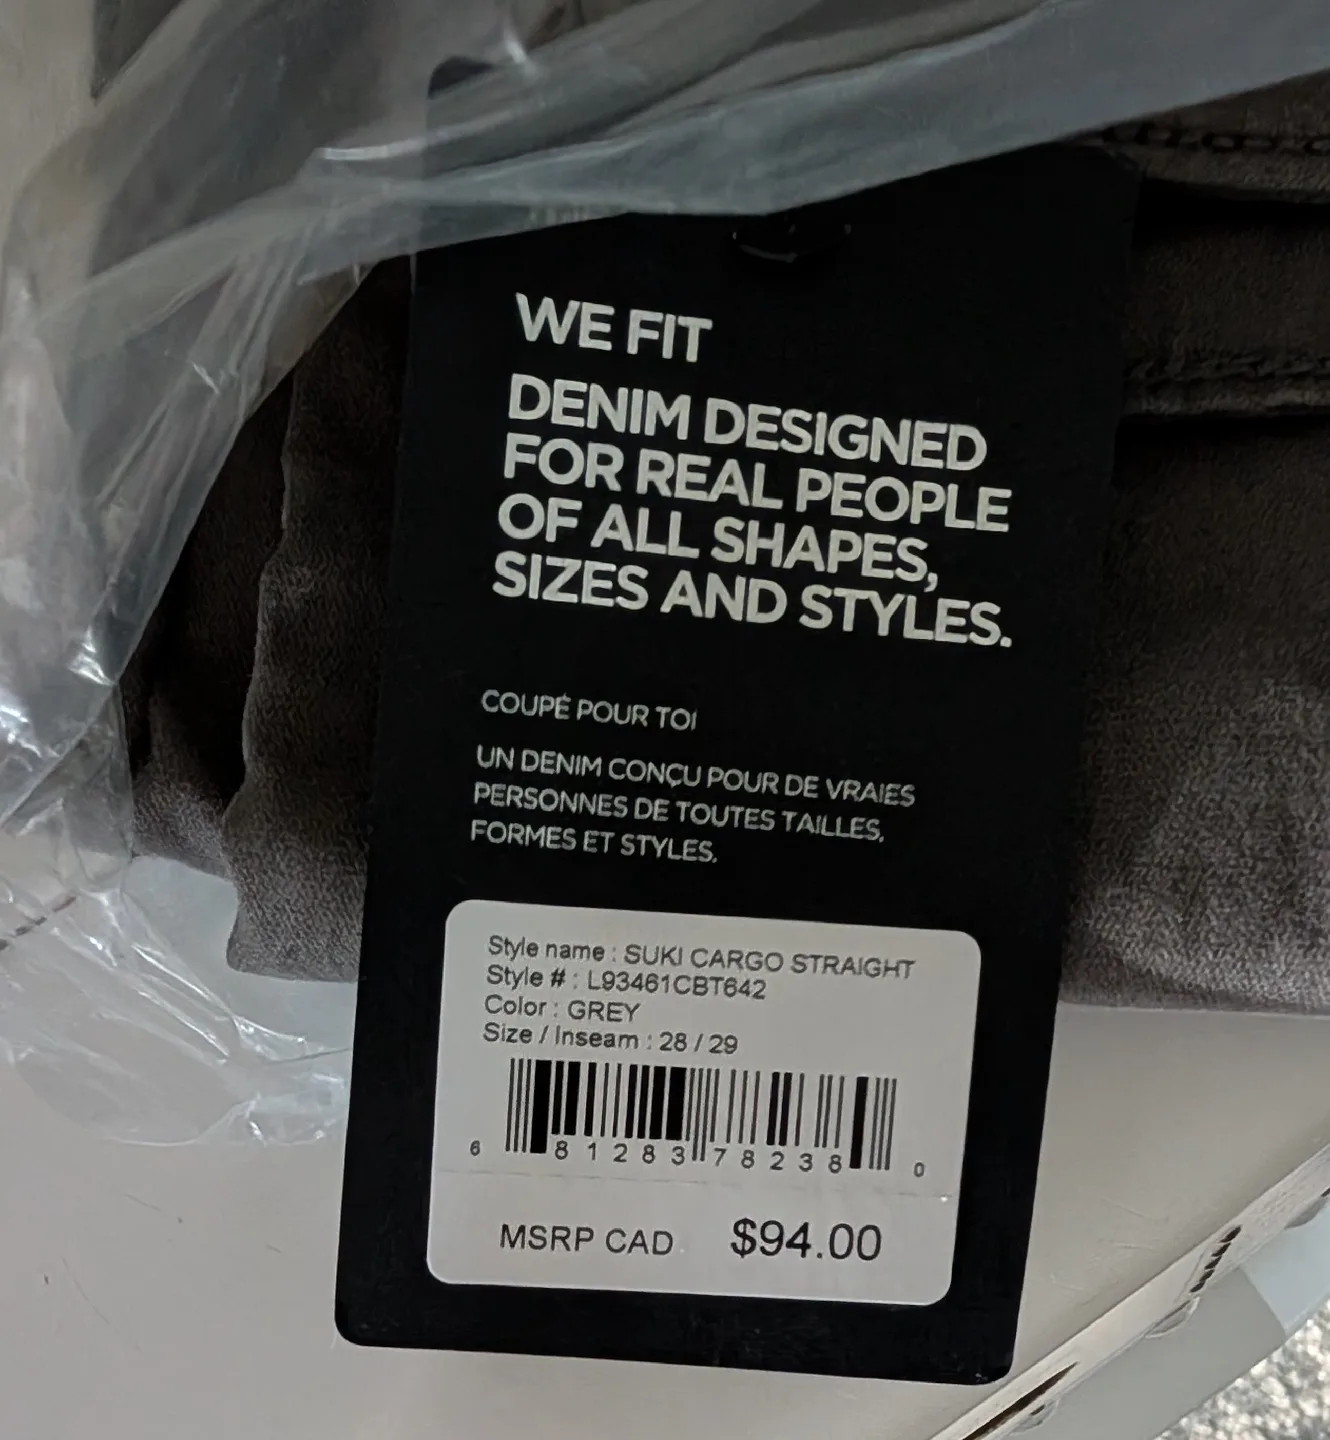 WE FIT
DENIM DESIGNED
FOR REAL PEOPLE
OF ALL SHAPES,
SIZES AND STYLES.
COUPÉ POUR TOI
UN DENIM CONÇU POUR DE VRAIES
PERSONNES DE TOUTES TAILLES,
FORMES ET STYLES.
Style name : SUKI CARGO STRAIGHT
Style # : L93461CBT642
Color : GREY
Size / Inseam : 28 / 29
6 81283 78238 0
MSRP CAD $94.00